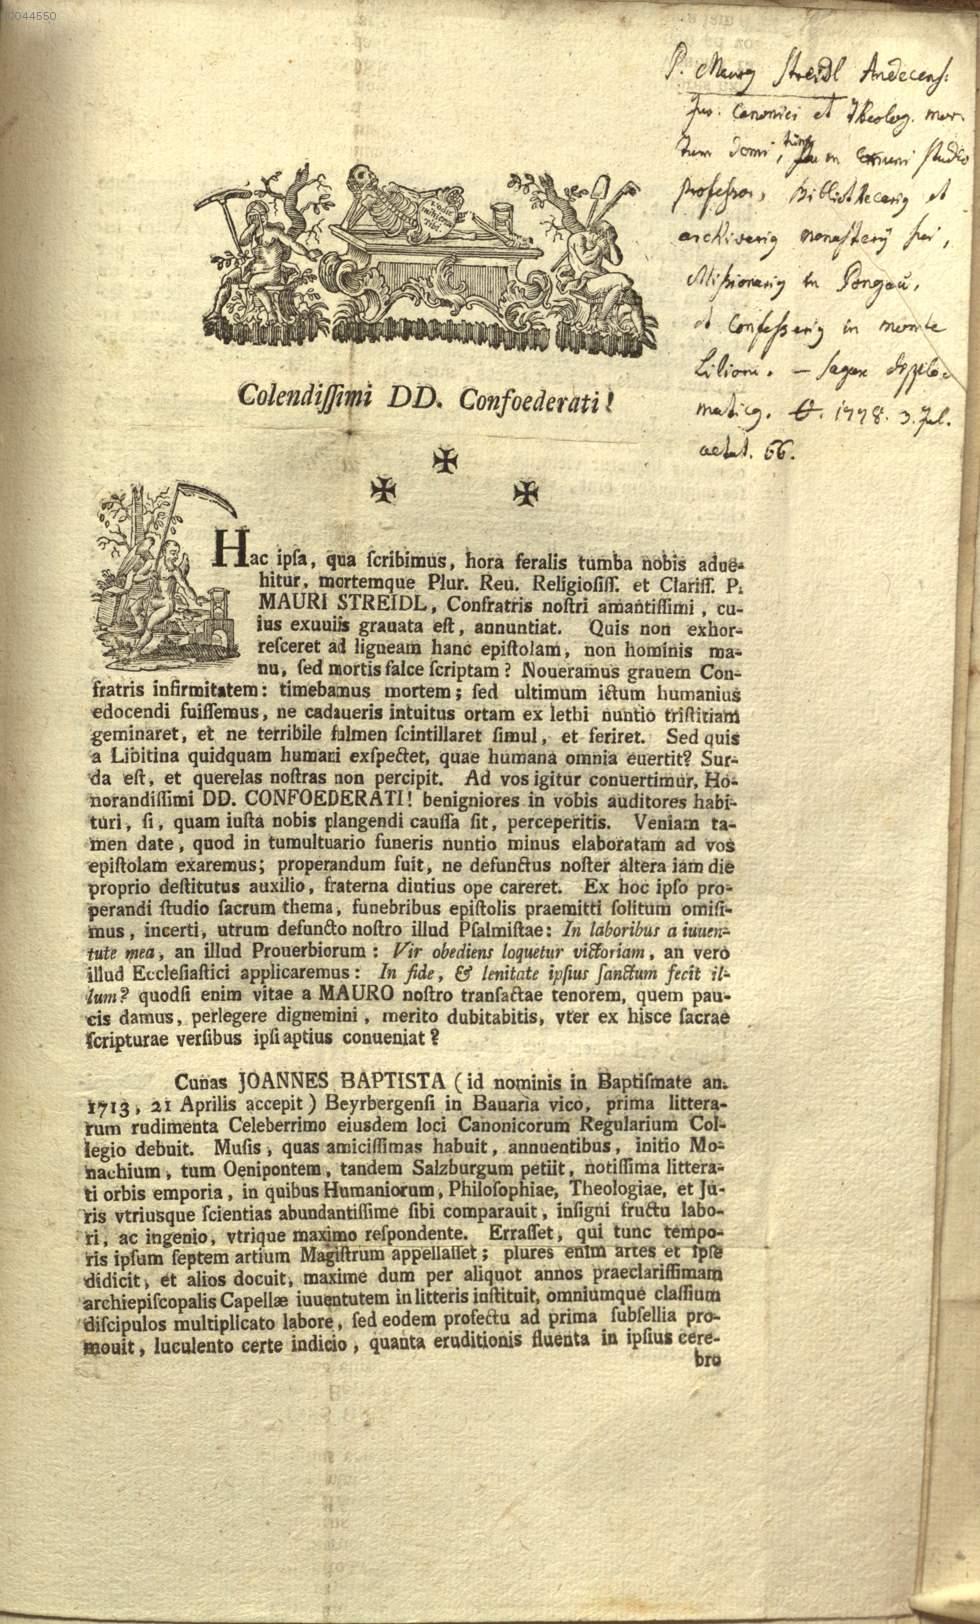 0044550
P. Maurg Streidl Andecens:
Jur. Canonici et Theolog. mor.
tum domi, tum in com̅uni studio
professor, Bibliothecarig et
archivarig monasterij sui,
Missionarig in Pongau,
et Confessarig in monte
Liliorum. — sagax diplo-
maticg. 1778. 3. Jul.
aetat. 66.
Hodie
mihi cras
tibi.
Colendiſſimi DD. Confoederati!
✠
✠ ✠
Hac ipſa, qua ſcribimus, hora feralis tumba nobis adue-
hitur, mortemque Plur. Reu. Religioſiſſ. et Clariſſ. P.
MAURI STREIDL, Confratris noſtri amantiſſimi, cu-
ius exuuiis grauata eſt, annuntiat. Quis non exhor-
reſceret ad ligneam hanc epiſtolam, non hominis ma-
nu, ſed mortis falce ſcriptam? Noueramus grauem Con-
fratris infirmitatem: timebamus mortem; ſed ultimum ictum humanius
edocendi fuiſſemus, ne cadaueris intuitus ortam ex lethi nuntio triſtitiam
geminaret, et ne terribile fulmen ſcintillaret ſimul, et feriret. Sed quis
a Libitina quidquam humani exſpectet, quae humana omnia euertit? Sur-
da eſt, et querelas noſtras non percipit. Ad vos igitur conuertimur, Ho-
norandiſſimi DD. CONFOEDERATI! benigniores in vobis auditores habi-
turi, ſi, quam iuſta nobis plangendi cauſſa ſit, perceperitis. Veniam ta-
men date, quod in tumultuario funeris nuntio minus elaboratam ad vos
epiſtolam exaremus; properandum fuit, ne defunctus noſter altera iam die
proprio deſtitutus auxilio, fraterna diutius ope careret. Ex hoc ipſo pro-
perandi ſtudio ſacrum thema, funebribus epiſtolis praemitti ſolitum omiſi-
mus, incerti, utrum defuncto noſtro illud Pſalmiſtae: In laboribus a iuuen-
tute mea, an illud Prouerbiorum: Vir obediens loquetur victoriam, an vero
illud Eccleſiaſtici applicaremus: In fide, & lenitate ipſius ſanctum fecit il-
lum? quodſi enim vitae a MAURO noſtro transactae tenorem, quem pau-
cis damus, perlegere dignemini, merito dubitabitis, vter ex hisce ſacrae
ſcripturae verſibus ipſi aptius conueniat?
Cunas JOANNES BAPTISTA (id nominis in Baptiſmate an.
1713, 21 Aprilis accepit) Beyrbergenſi in Bauaria vico, prima littera-
rum rudimenta Celeberrimo eiusdem loci Canonicorum Regularium Col-
legio debuit. Muſis, quas amiciſſimas habuit, annuentibus, initio Mo-
nachium, tum Oenipontem, tandem Salzburgum petiit, notiſſima littera-
ti orbis emporia, in quibus Humaniorum, Philoſophiae, Theologiae, et Ju-
ris vtriusque ſcientias abundantiſſime ſibi comparauit, inſigni fructu labo-
ri, ac ingenio, vtrique maximo reſpondente. Erraſſet, qui tunc tempo-
ris ipſum ſeptem artium Magiſtrum appellaſſet; plures enim artes et ipſe
didicit, et alios docuit, maxime dum per aliquot annos praeclariſſimam
archiepiſcopalis Capellæ iuuentutem in litteris inſtituit, omniumque claſſium
diſcipulos multiplicato labore, ſed eodem profectu ad prima ſubſellia pro-
mouit, luculento certe indicio, quanta eruditionis fluenta in ipſius cere-
bro